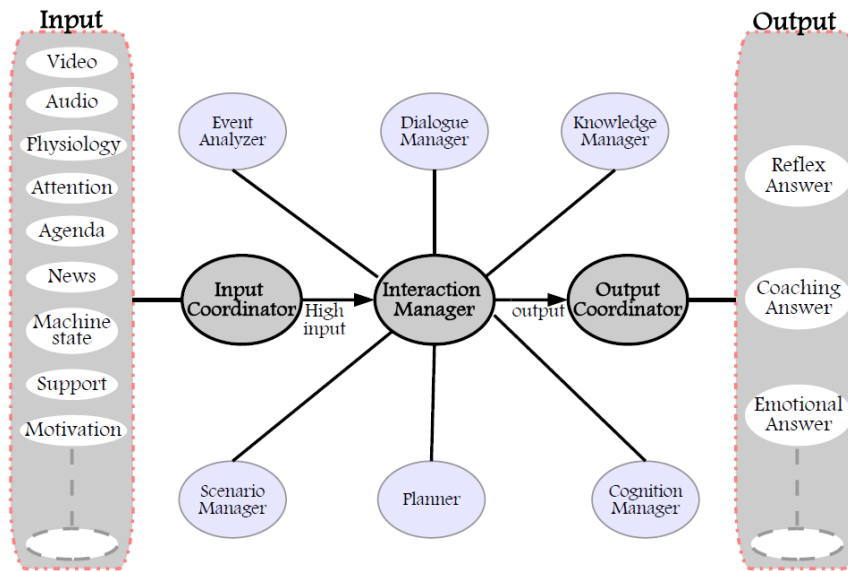 Input
Video
Audio
Physiology
Attention
Agenda
News
Machine
state
Support
Motivation
Event
Analyzer
Dialogue
Manager
Knowledge
Manager
Input
Coordinator
High
input
Interaction
Manager
output
Output
Coordinator
Scenario
Manager
Planner
Cognition
Manager
Output
Reflex
Answer
Coaching
Answer
Emotional
Answer